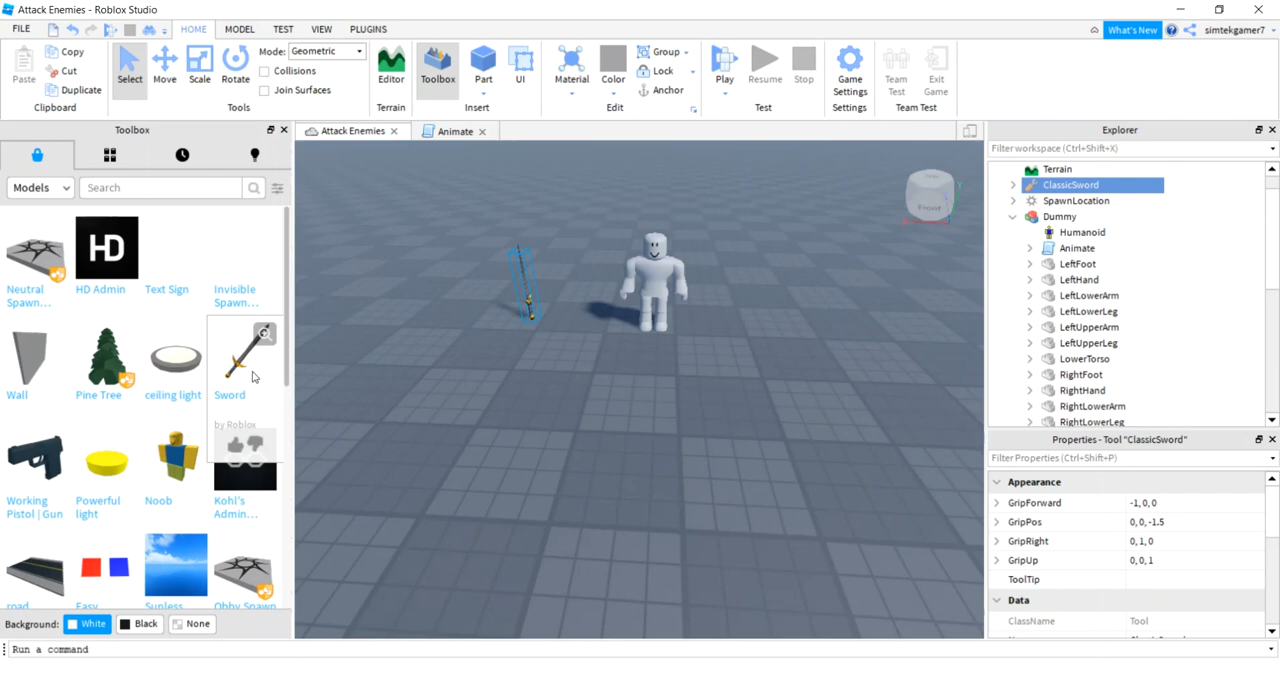 Attack Enemies - Roblox Studio
FILE HOME MODEL TEST VIEW PLUGINS What's New simtekgamer7
Paste Copy Cut Duplicate Clipboard
Select Move Scale Rotate Mode: Geometric Collisions Join Surfaces Tools
Editor Terrain
Toolbox Part UI Insert
Material Color Group Lock Anchor Edit
Play Resume Stop Test
Game Settings Settings
Team Test Exit Game Team Test
Toolbox
Models Search
Neutral Spawn... HD Admin Text Sign Invisible Spawn...
HD
Wall Pine Tree ceiling light Sword
by Roblox
Working Pistol | Gun Powerful light Noob Kohl's Admin...
road Easy Sunless Obby Spawn
Background: White Black None
Run a command
Attack Enemies Animate
Front
Explorer
Filter workspace (Ctrl+Shift+X)
Terrain
ClassicSword
SpawnLocation
Dummy
Humanoid
Animate
LeftFoot
LeftHand
LeftLowerArm
LeftLowerLeg
LeftUpperArm
LeftUpperLeg
LowerTorso
RightFoot
RightHand
RightLowerArm
RightLowerLeg
Properties - Tool "ClassicSword"
Filter Properties (Ctrl+Shift+P)
Appearance
GripForward -1, 0, 0
GripPos 0, 0, -1.5
GripRight 0, 1, 0
GripUp 0, 0, 1
ToolTip
Data
ClassName Tool